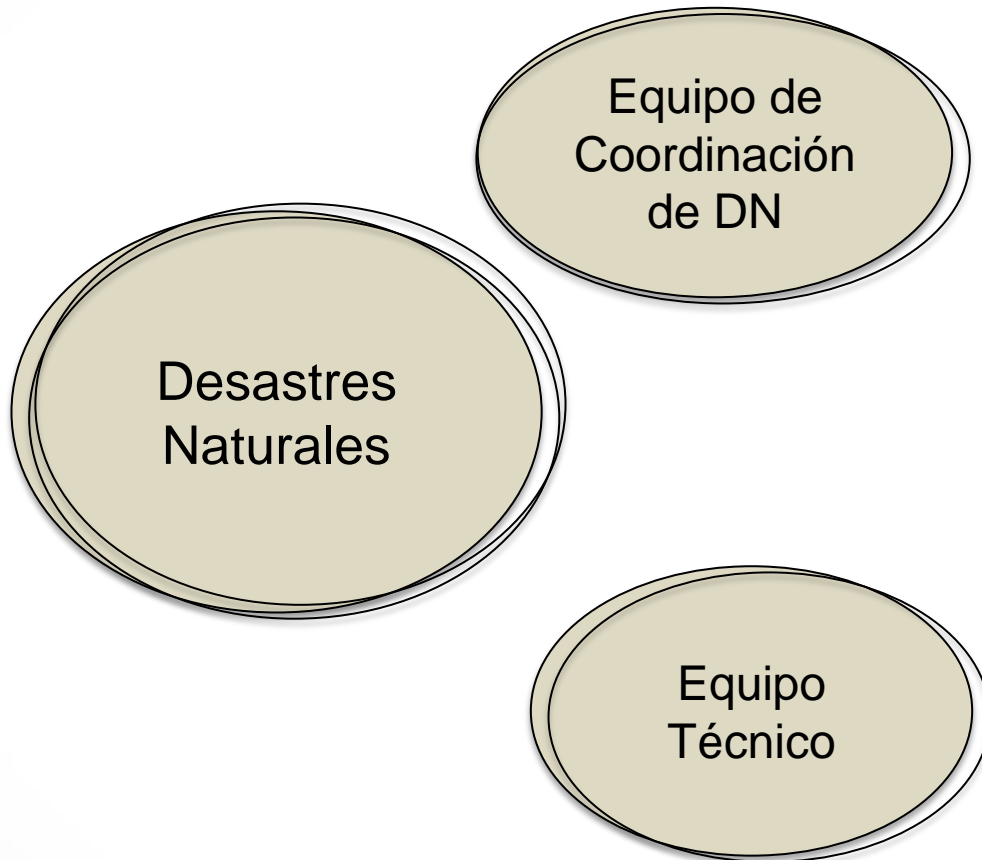 Equipo de
Coordinación
de DN
Desastres
Naturales
Equipo
Técnico